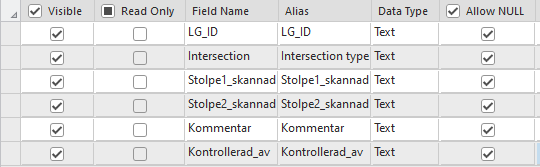 Visible Read Only Field Name Alias Data Type Allow NULL
LG_ID LG_ID Text
Intersection Intersection type Text
Stolpe1_skannad Stolpe1_skannad Text
Stolpe2_skannad Stolpe2_skannad Text
Kommentar Kommentar Text
Kontrollerad_av Kontrollerad_av Text